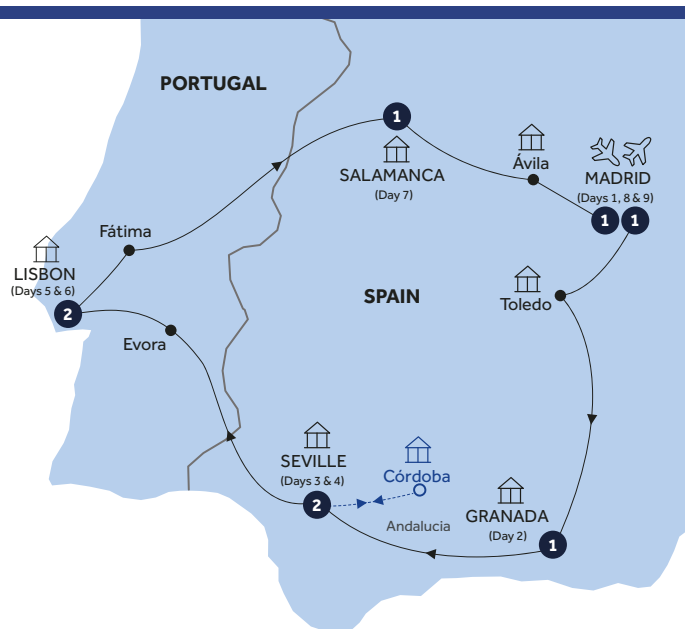 PORTUGAL
1
SALAMANCA
(Day 7)
Ávila
MADRID
(Days 1, 8 & 9)
1
1
Fátima
LISBON
(Days 5 & 6)
2
Evora
SPAIN
Toledo
SEVILLE
(Days 3 & 4)
2
Córdoba
Andalucia
GRANADA
(Day 2)
1